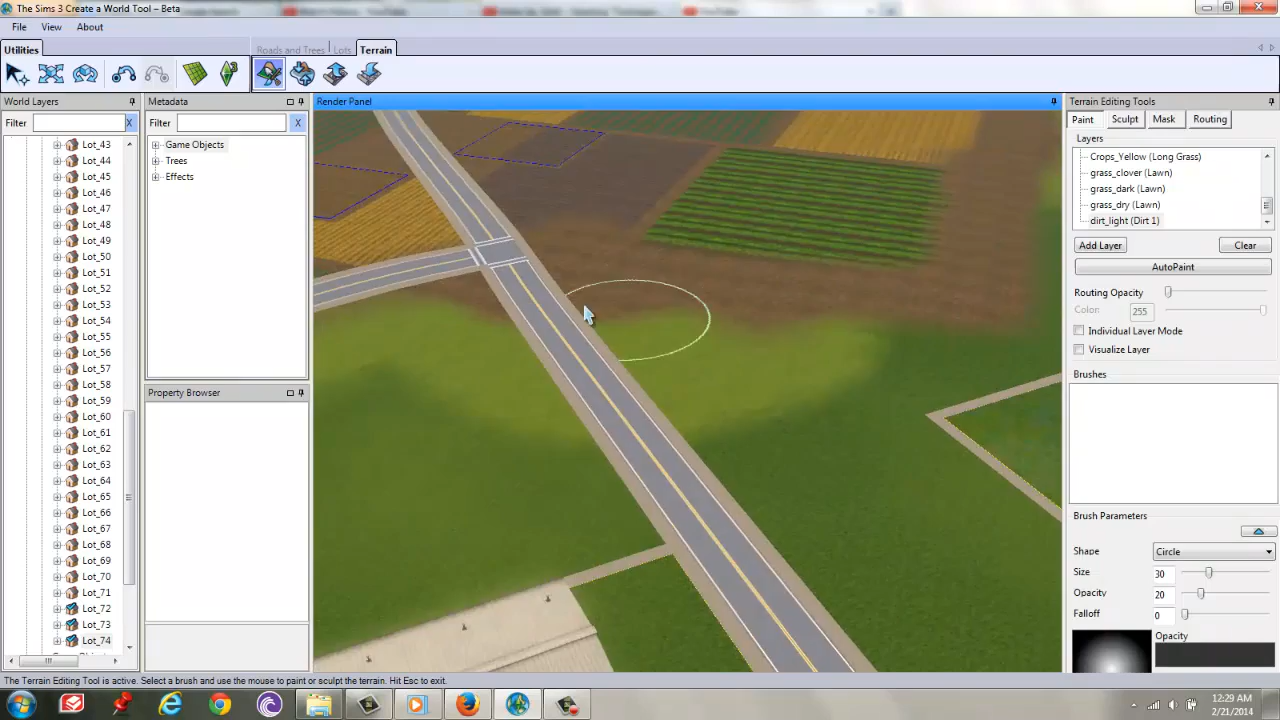 The Sims 3 Create a World Tool – Beta
File View About
Utilities
Roads and Trees Lots Terrain
World Layers
Filter X
Lot_43
Lot_44
Lot_45
Lot_46
Lot_47
Lot_48
Lot_49
Lot_50
Lot_51
Lot_52
Lot_53
Lot_54
Lot_55
Lot_56
Lot_57
Lot_58
Lot_59
Lot_60
Lot_61
Lot_62
Lot_63
Lot_64
Lot_65
Lot_66
Lot_67
Lot_68
Lot_69
Lot_70
Lot_71
Lot_72
Lot_73
Lot_74
Metadata
Filter X
Game Objects
Trees
Effects
Property Browser
Render Panel
Terrain Editing Tools
Paint Sculpt Mask Routing
Layers
Crops_Yellow (Long Grass)
grass_clover (Lawn)
grass_dark (Lawn)
grass_dry (Lawn)
dirt_light (Dirt 1)
Add Layer Clear
AutoPaint
Routing Opacity
Color: 255
Individual Layer Mode
Visualize Layer
Brushes
Brush Parameters
Shape Circle
Size 30
Opacity 20
Falloff 0
Opacity
The Terrain Editing Tool is active. Select a brush and use the mouse to paint or sculpt the terrain. Hit Esc to exit.
12:29 AM
2/21/2014